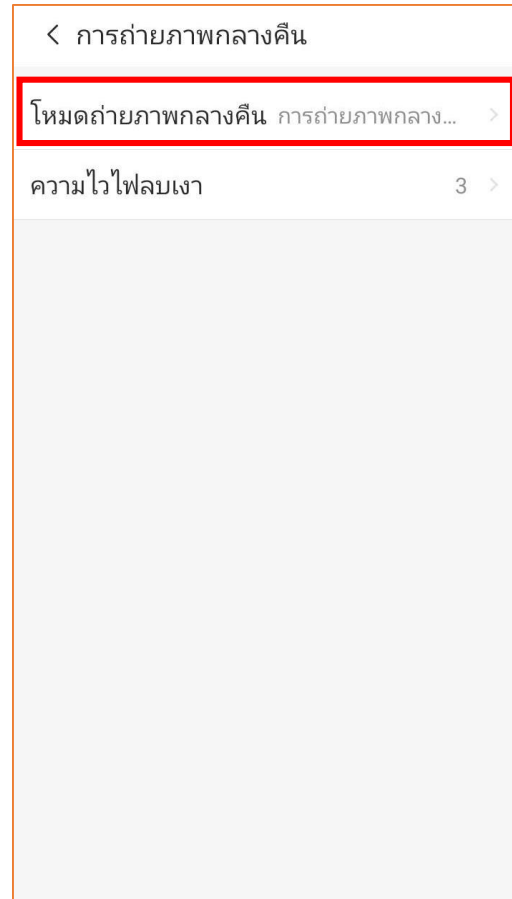 การถ่ายภาพกลางคืน
โหมดถ่ายภาพกลางคืน การถ่ายภาพกลาง...
ความไวไฟลบเงา 3